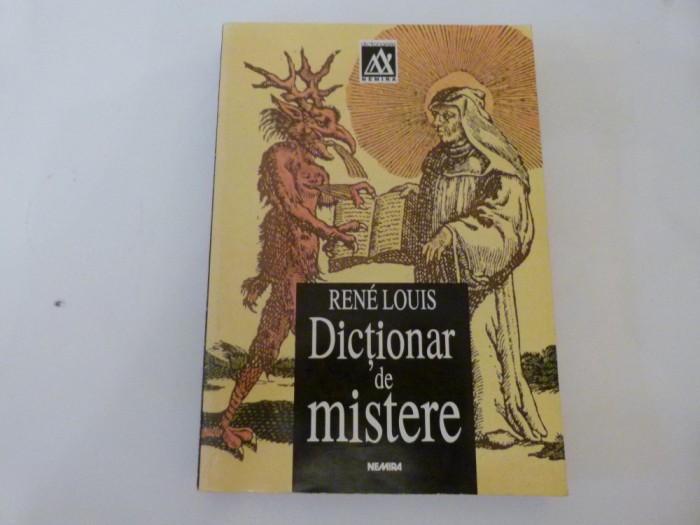 NEMIRA
RENÉ LOUIS
Dicționar
de
mistere
NEMIRA